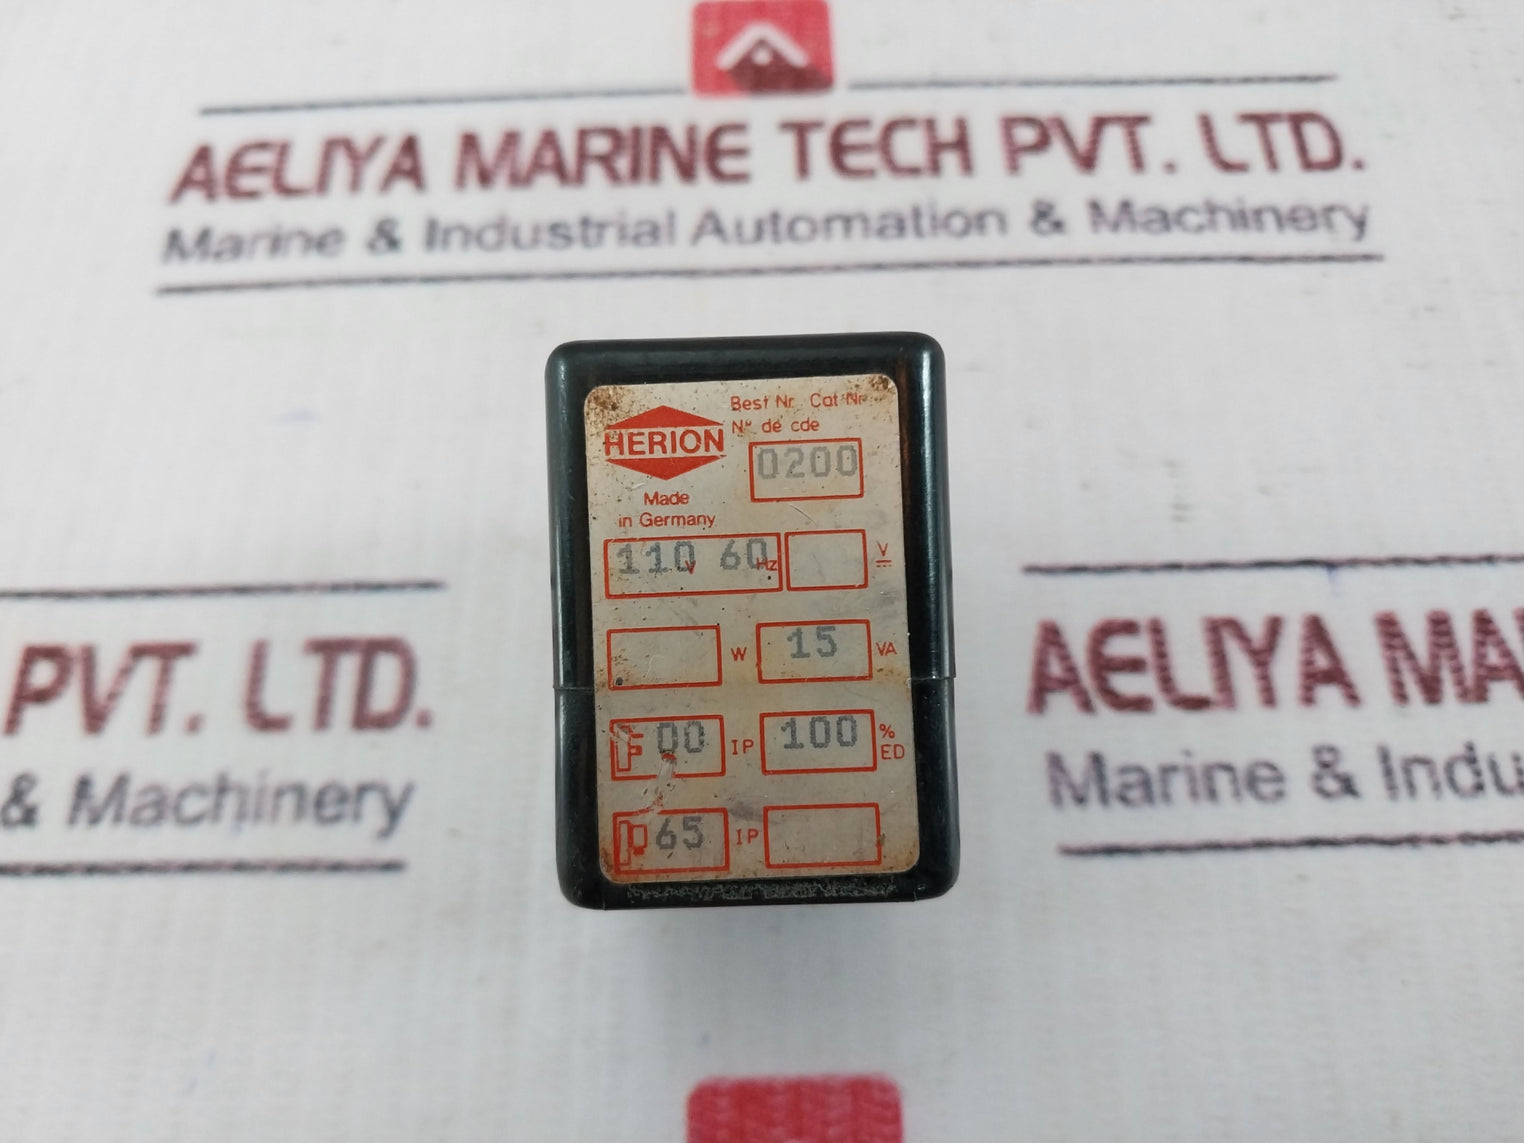 AELIYA MARINE TECH PVT. LTD.
Marine & Industrial Automation & Machinery
HERION
Best Nr. Cat Nr
N° de cde
0200
Made
in Germany
110 V 60 Hz V
W 15 VA
00 IP 100 % ED
65 IP
PVT. LTD.
& Machinery
AELIYA MA
Marine & Indu